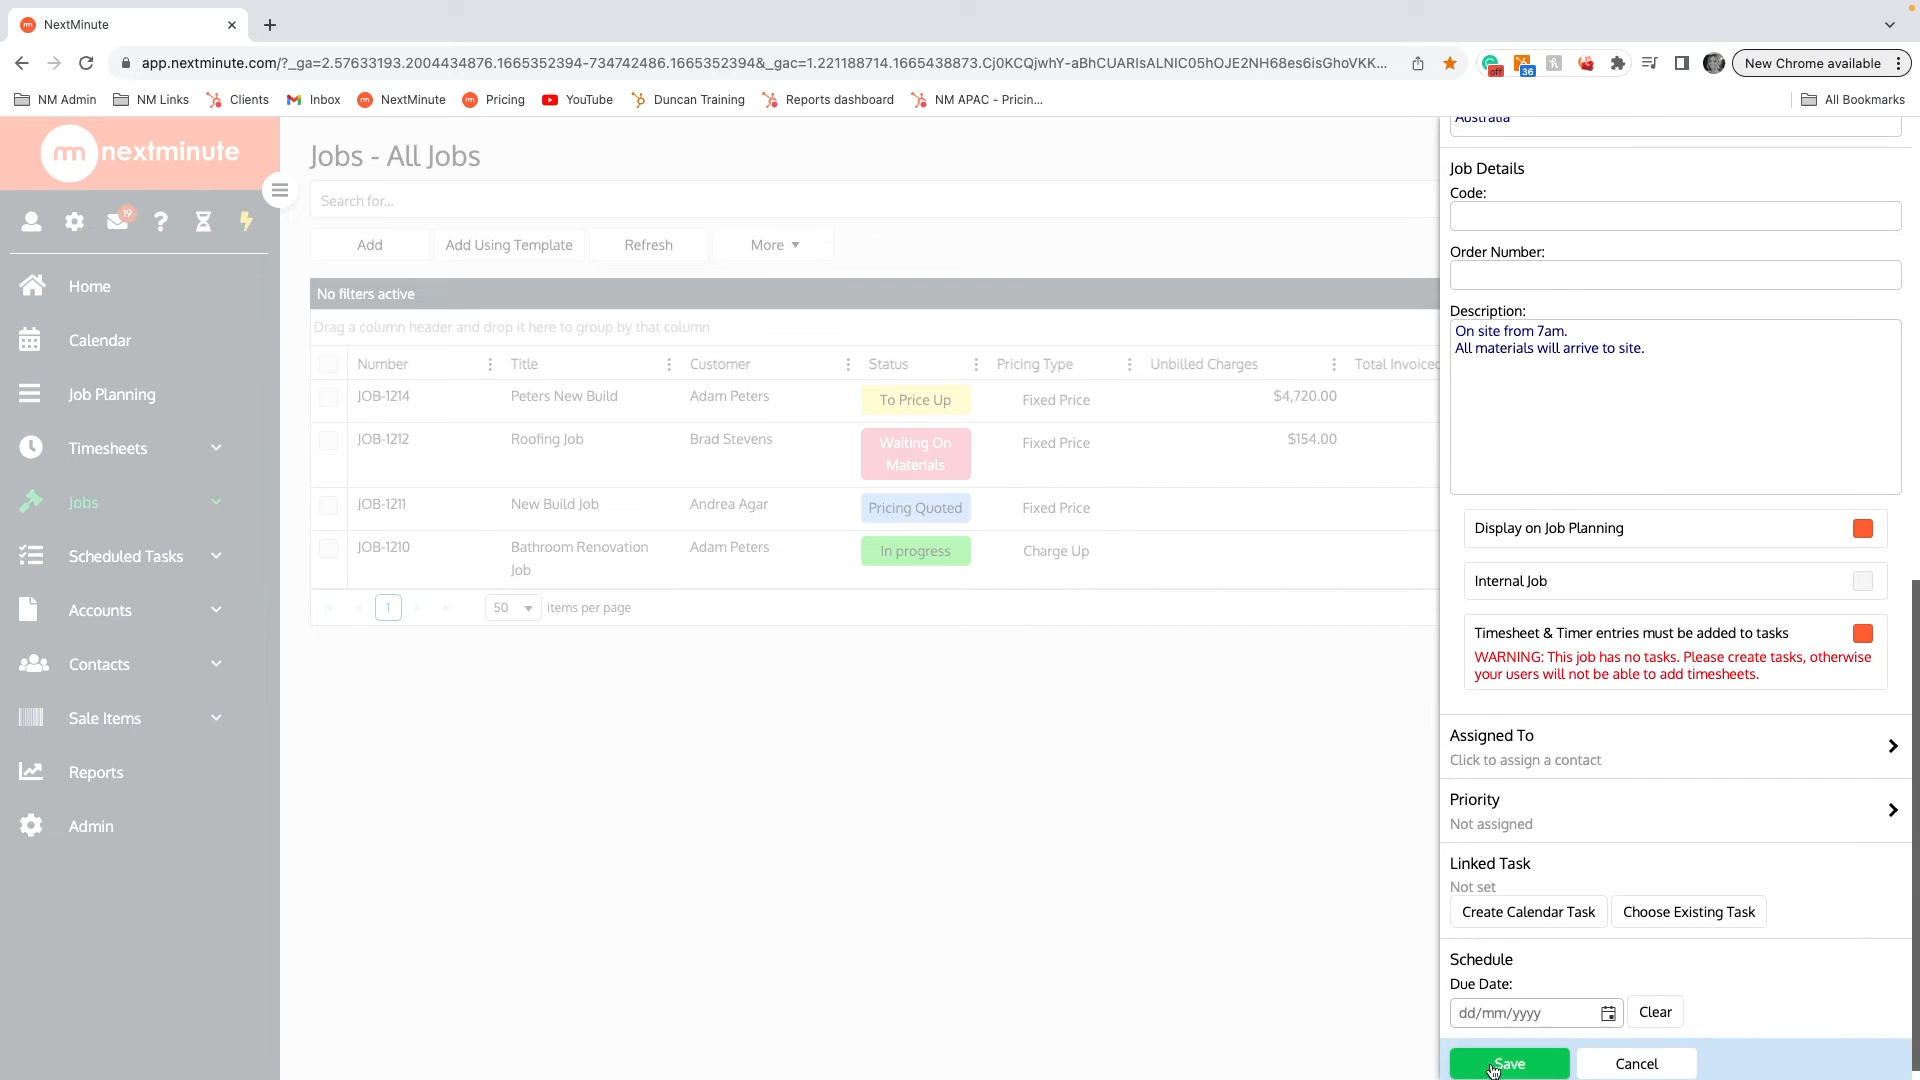 NextMinute
app.nextminute.com/?_ga=2.57633193.2004434876.1665352394-734742486.1665352394&_gac=1.221188714.1665438873.Cj0KCQjwhY-aBhCUARIsALNIC05hOJE2NH68es6isGhoVKK...
off
36
New Chrome available
NM Admin
NM Links
Clients
Inbox
NextMinute
Pricing
YouTube
Duncan Training
Reports dashboard
NM APAC - Pricin...
All Bookmarks
nextminute
19
Home
Calendar
Job Planning
Timesheets
Jobs
Scheduled Tasks
Accounts
Contacts
Sale Items
Reports
Admin
Jobs - All Jobs
Search for...
Add
Add Using Template
Refresh
More
No filters active
Drag a column header and drop it here to group by that column
Number Title Customer Status Pricing Type Unbilled Charges Total Invoiced
JOB-1214 Peters New Build Adam Peters To Price Up Fixed Price $4,720.00
JOB-1212 Roofing Job Brad Stevens Waiting On Materials Fixed Price $154.00
JOB-1211 New Build Job Andrea Agar Pricing Quoted Fixed Price
JOB-1210 Bathroom Renovation Job Adam Peters In progress Charge Up
1 50 items per page
Australia
Job Details
Code:
Order Number:
Description:
On site from 7am.
All materials will arrive to site.
Display on Job Planning
Internal Job
Timesheet & Timer entries must be added to tasks
WARNING: This job has no tasks. Please create tasks, otherwise
your users will not be able to add timesheets.
Assigned To
Click to assign a contact
Priority
Not assigned
Linked Task
Not set
Create Calendar Task
Choose Existing Task
Schedule
Due Date:
dd/mm/yyyy
Clear
Save
Cancel